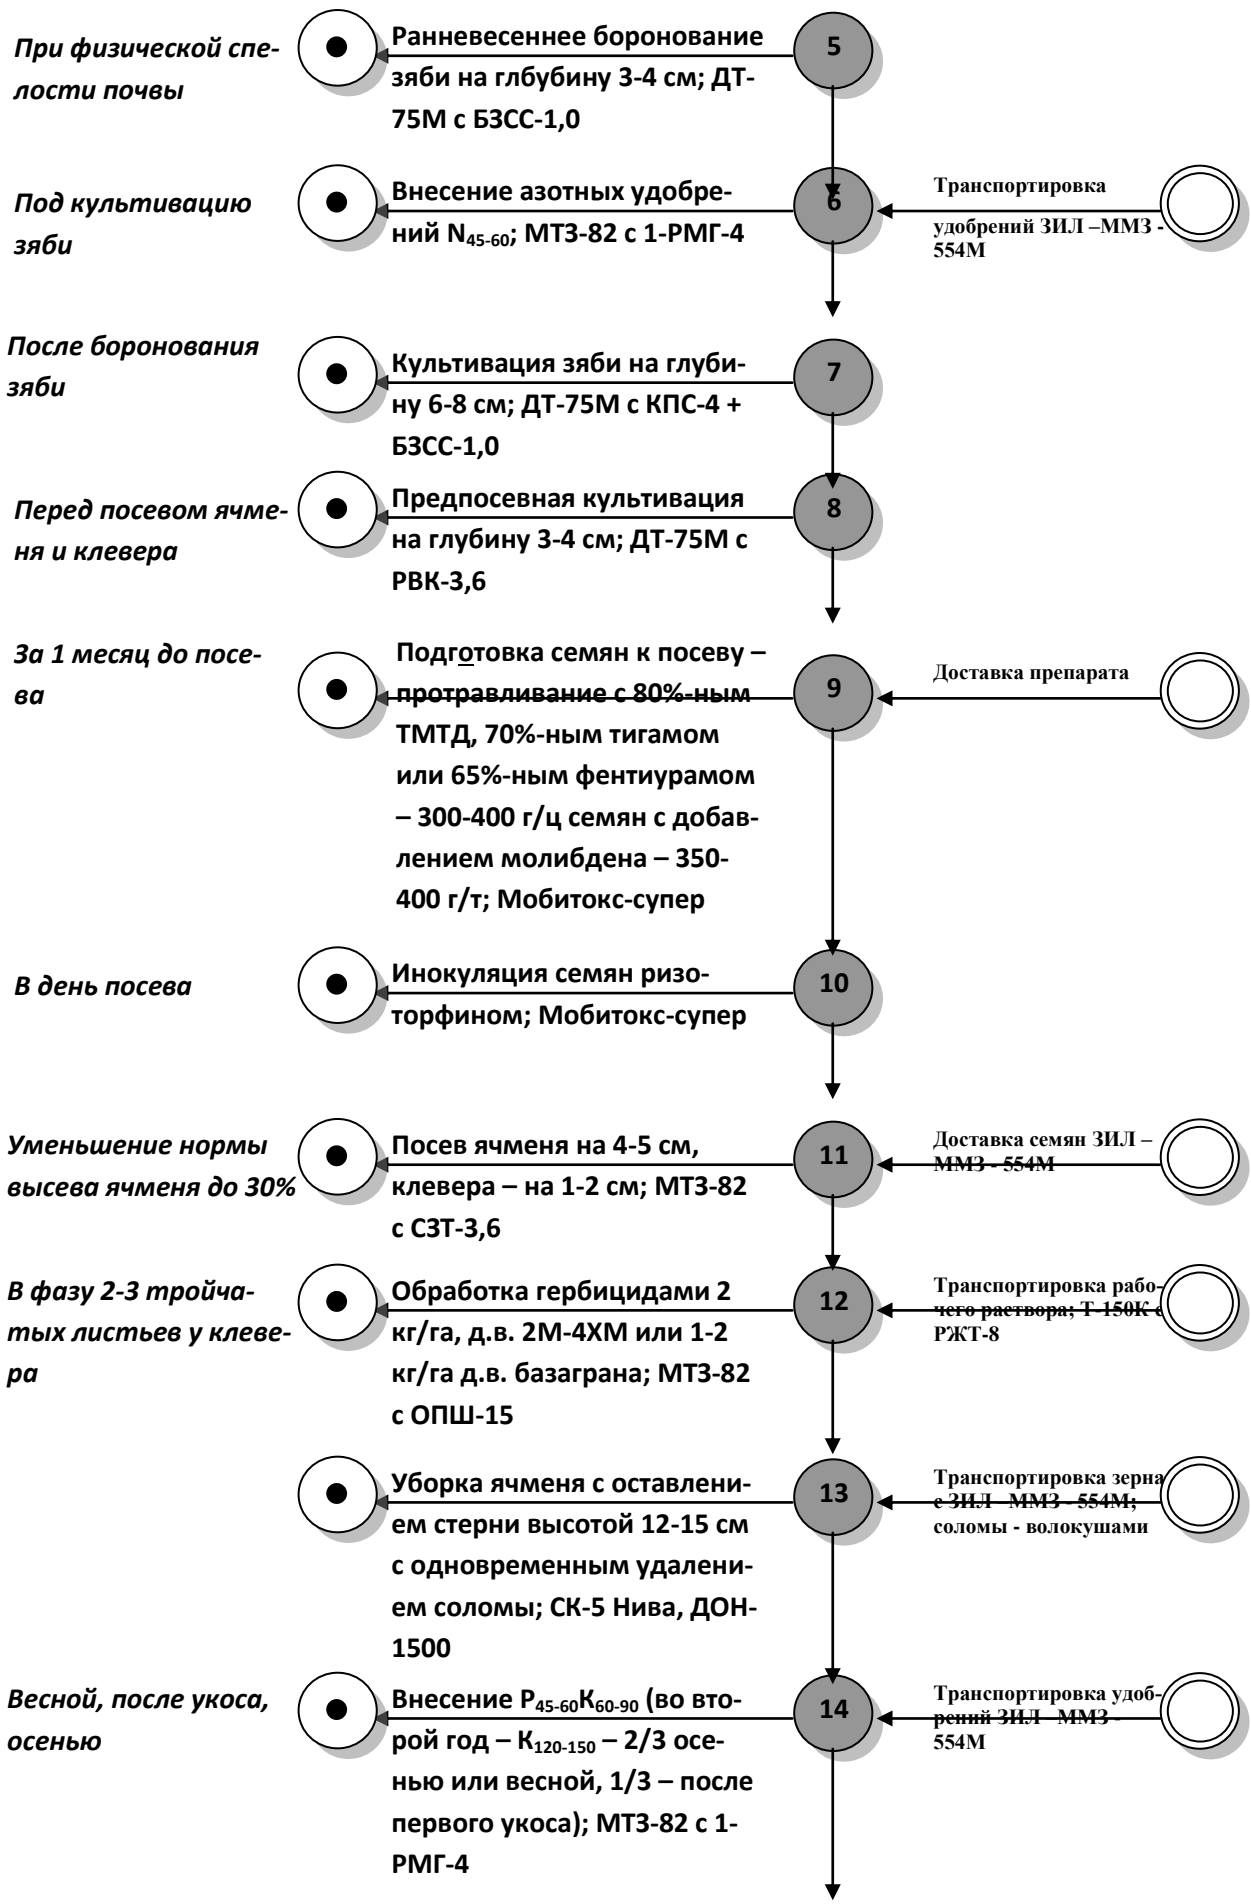 При физической спе-
лости почвы
Ранневесеннее боронование
зяби на глбубину 3-4 см; ДТ-
75М с БЗСС-1,0
5
Под культивацию
зяби
Внесение азотных удобре-
ний N45-60; МТЗ-82 с 1-РМГ-4
6
Транспортировка
удобрений ЗИЛ –ММЗ -
554М
После боронования
зяби
Культивация зяби на глуби-
ну 6-8 см; ДТ-75М с КПС-4 +
БЗСС-1,0
7
Перед посевом ячме-
ня и клевера
Предпосевная культивация
на глубину 3-4 см; ДТ-75М с
РВК-3,6
8
За 1 месяц до посе-
ва
Подготовка семян к посеву –
протравливание с 80%-ным
ТМТД, 70%-ным тигамом
или 65%-ным фентиурамом
– 300-400 г/ц семян с добав-
лением молибдена – 350-
400 г/т; Мобитокс-супер
9
Доставка препарата
В день посева
Инокуляция семян ризо-
торфином; Мобитокс-супер
10
Уменьшение нормы
высева ячменя до 30%
Посев ячменя на 4-5 см,
клевера – на 1-2 см; МТЗ-82
с СЗТ-3,6
11
Доставка семян ЗИЛ –
ММЗ - 554М
В фазу 2-3 тройча-
тых листьев у клеве-
ра
Обработка гербицидами 2
кг/га, д.в. 2М-4ХМ или 1-2
кг/га д.в. базаграна; МТЗ-82
с ОПШ-15
12
Транспортировка рабо-
чего раствора; Т-150К с
РЖТ-8
Уборка ячменя с оставлени-
ем стерни высотой 12-15 см
с одновременным удалени-
ем соломы; СК-5 Нива, ДОН-
1500
13
Транспортировка зерна
с ЗИЛ - ММЗ - 554М;
соломы - волокушами
Весной, после укоса,
осенью
Внесение Р45-60К60-90 (во вто-
рой год – К120-150 – 2/3 осе-
нью или весной, 1/3 – после
первого укоса); МТЗ-82 с 1-
РМГ-4
14
Транспортировка удоб-
рений ЗИЛ - ММЗ -
554М